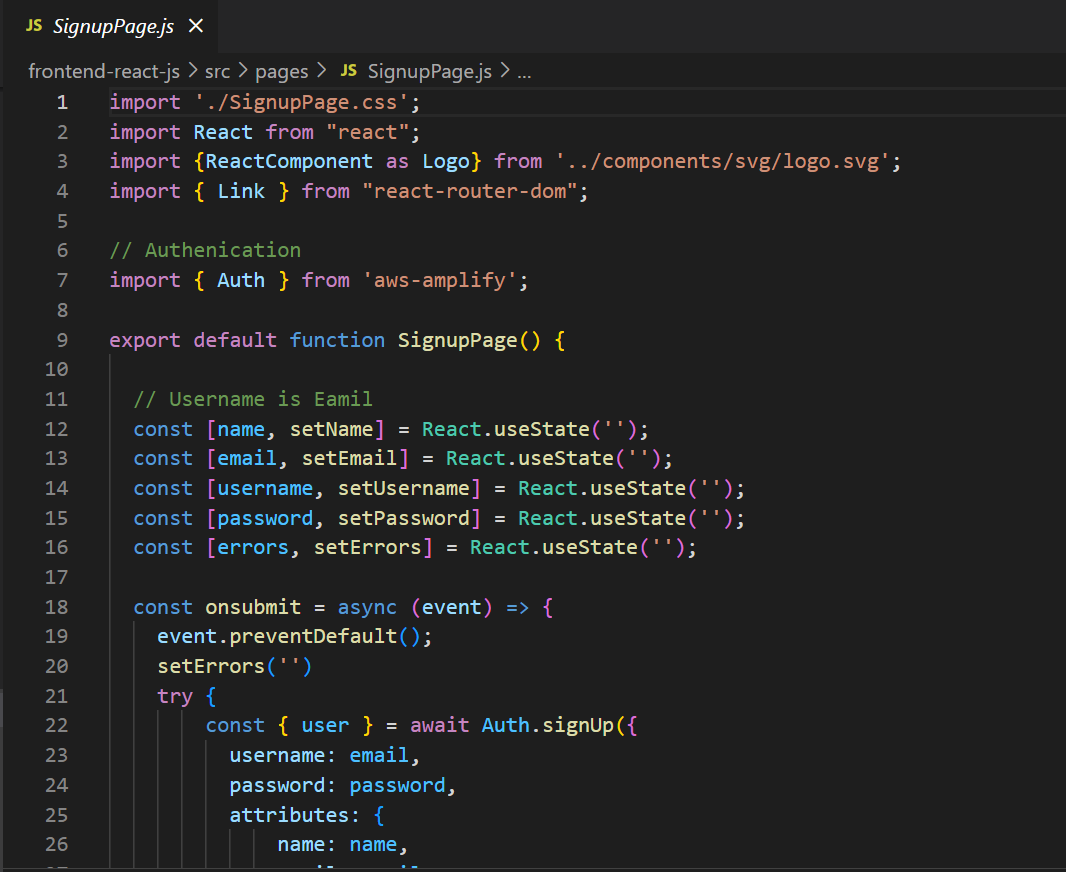 JS SignupPage.js ×
frontend-react-js > src > pages > JS SignupPage.js > ...
1 import './SignupPage.css';
2 import React from "react";
3 import {ReactComponent as Logo} from '../components/svg/logo.svg';
4 import { Link } from "react-router-dom";
5
6 // Authenication
7 import { Auth } from 'aws-amplify';
8
9 export default function SignupPage() {
10
11 // Username is Eamil
12 const [name, setName] = React.useState('');
13 const [email, setEmail] = React.useState('');
14 const [username, setUsername] = React.useState('');
15 const [password, setPassword] = React.useState('');
16 const [errors, setErrors] = React.useState('');
17
18 const onsubmit = async (event) => {
19 event.preventDefault();
20 setErrors('')
21 try {
22 const { user } = await Auth.signUp({
23 username: email,
24 password: password,
25 attributes: {
26 name: name,